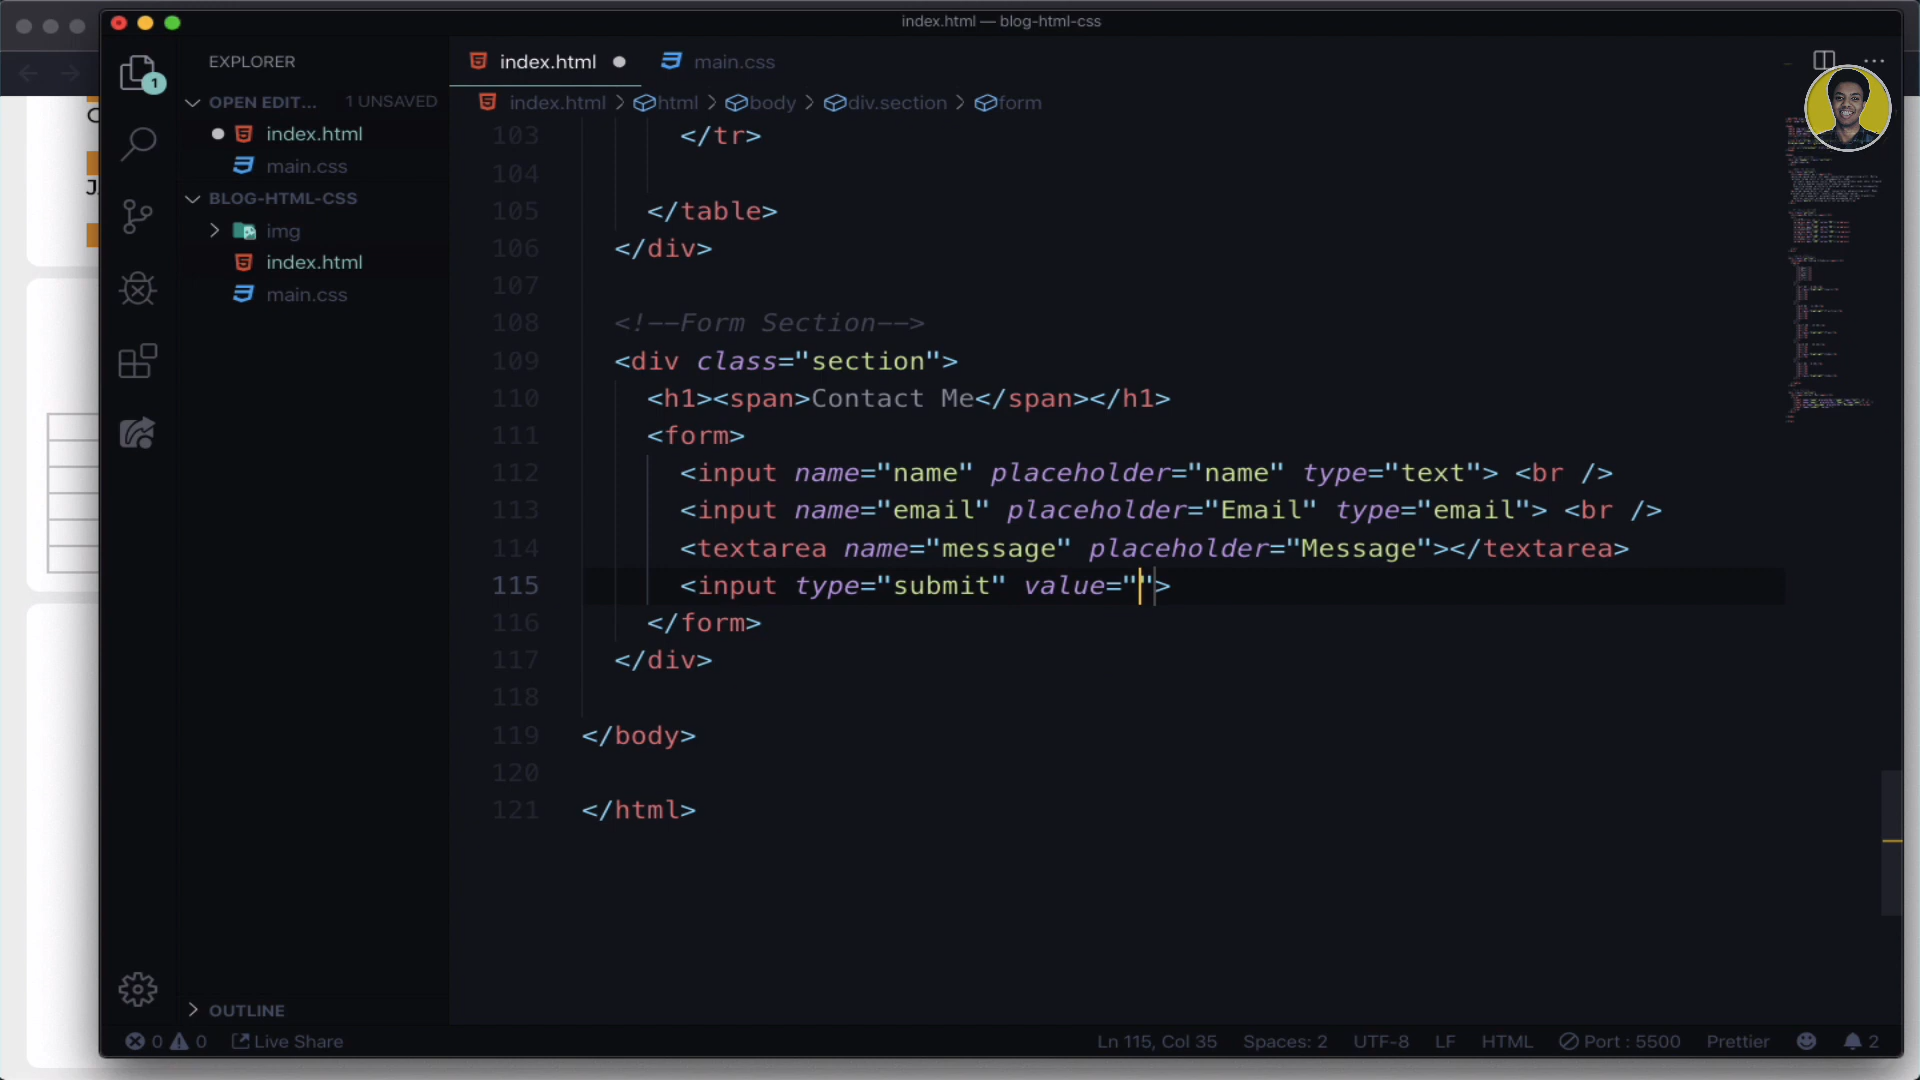 index.html — blog-html-css
EXPLORER
OPEN EDIT... 1 UNSAVED
index.html
main.css
BLOG-HTML-CSS
img
index.html
main.css
OUTLINE
1
index.html
main.css
index.html > html > body > div.section > form
103 </tr>
104
105 </table>
106 </div>
107
108 <!--Form Section-->
109 <div class="section">
110 <h1><span>Contact Me</span></h1>
111 <form>
112 <input name="name" placeholder="name" type="text"> <br />
113 <input name="email" placeholder="Email" type="email"> <br />
114 <textarea name="message" placeholder="Message"></textarea>
115 <input type="submit" value="">
116 </form>
117 </div>
118
119 </body>
120
121 </html>
0 0 Live Share
Ln 115, Col 35 Spaces: 2 UTF-8 LF HTML Port : 5500 Prettier 2